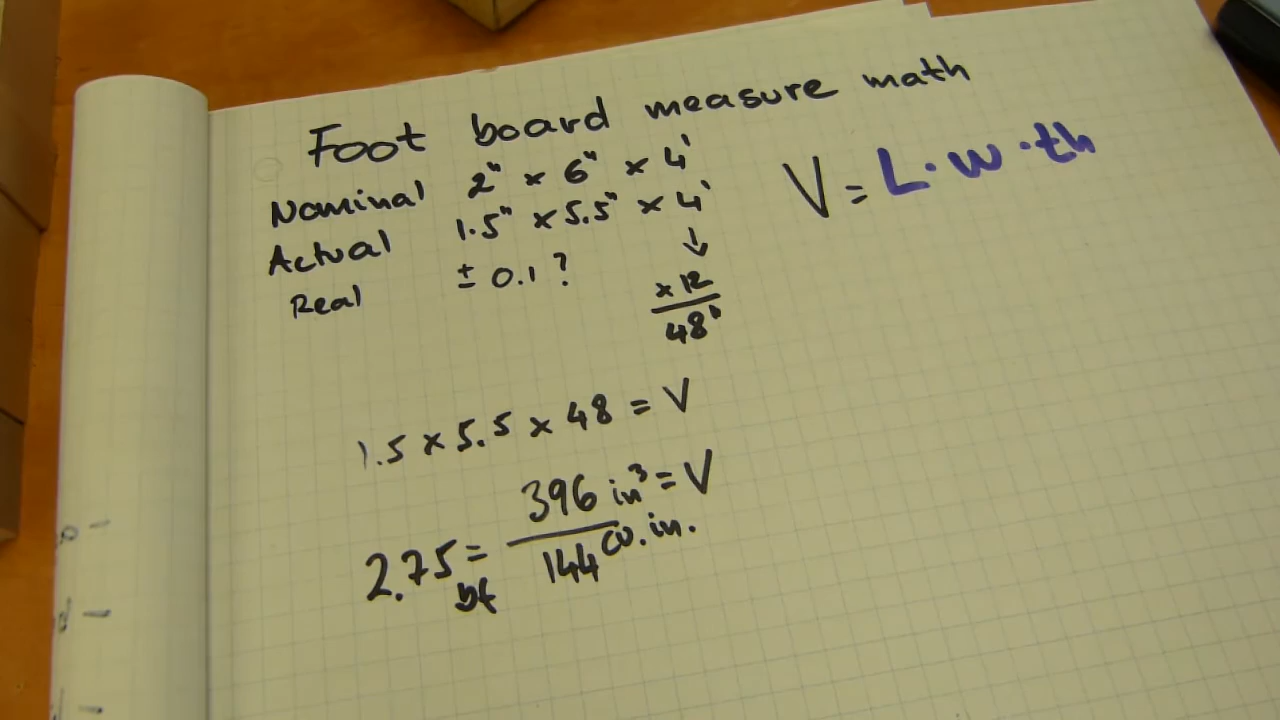 Foot board measure math
Nominal 2" x 6" x 4'
Actual 1.5" x 5.5" x 4'
Real ± 0.1 ?
↓
x 12
48"
V = L · w · th
1.5 x 5.5 x 48 = V
396 in³ = V
2.75 bf = 144 cu. in.